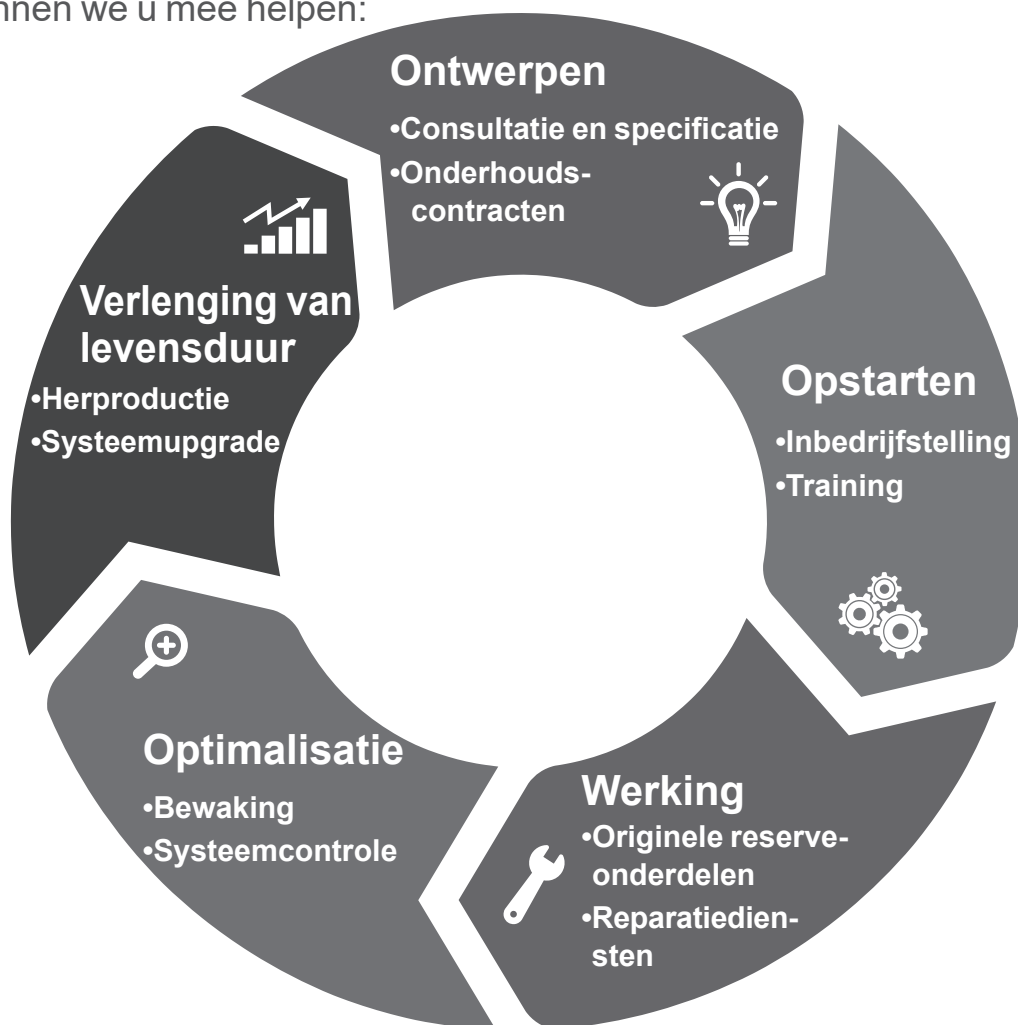 we u mee helpen:
Ontwerpen
•Consultatie en specificatie
•Onderhouds-
contracten
Opstarten
•Inbedrijfstelling
•Training
Werking
•Originele reserve-
onderdelen
•Reparatiedien-
sten
Optimalisatie
•Bewaking
•Systeemcontrole
Verlenging van
levensduur
•Herproductie
•Systeemupgrade